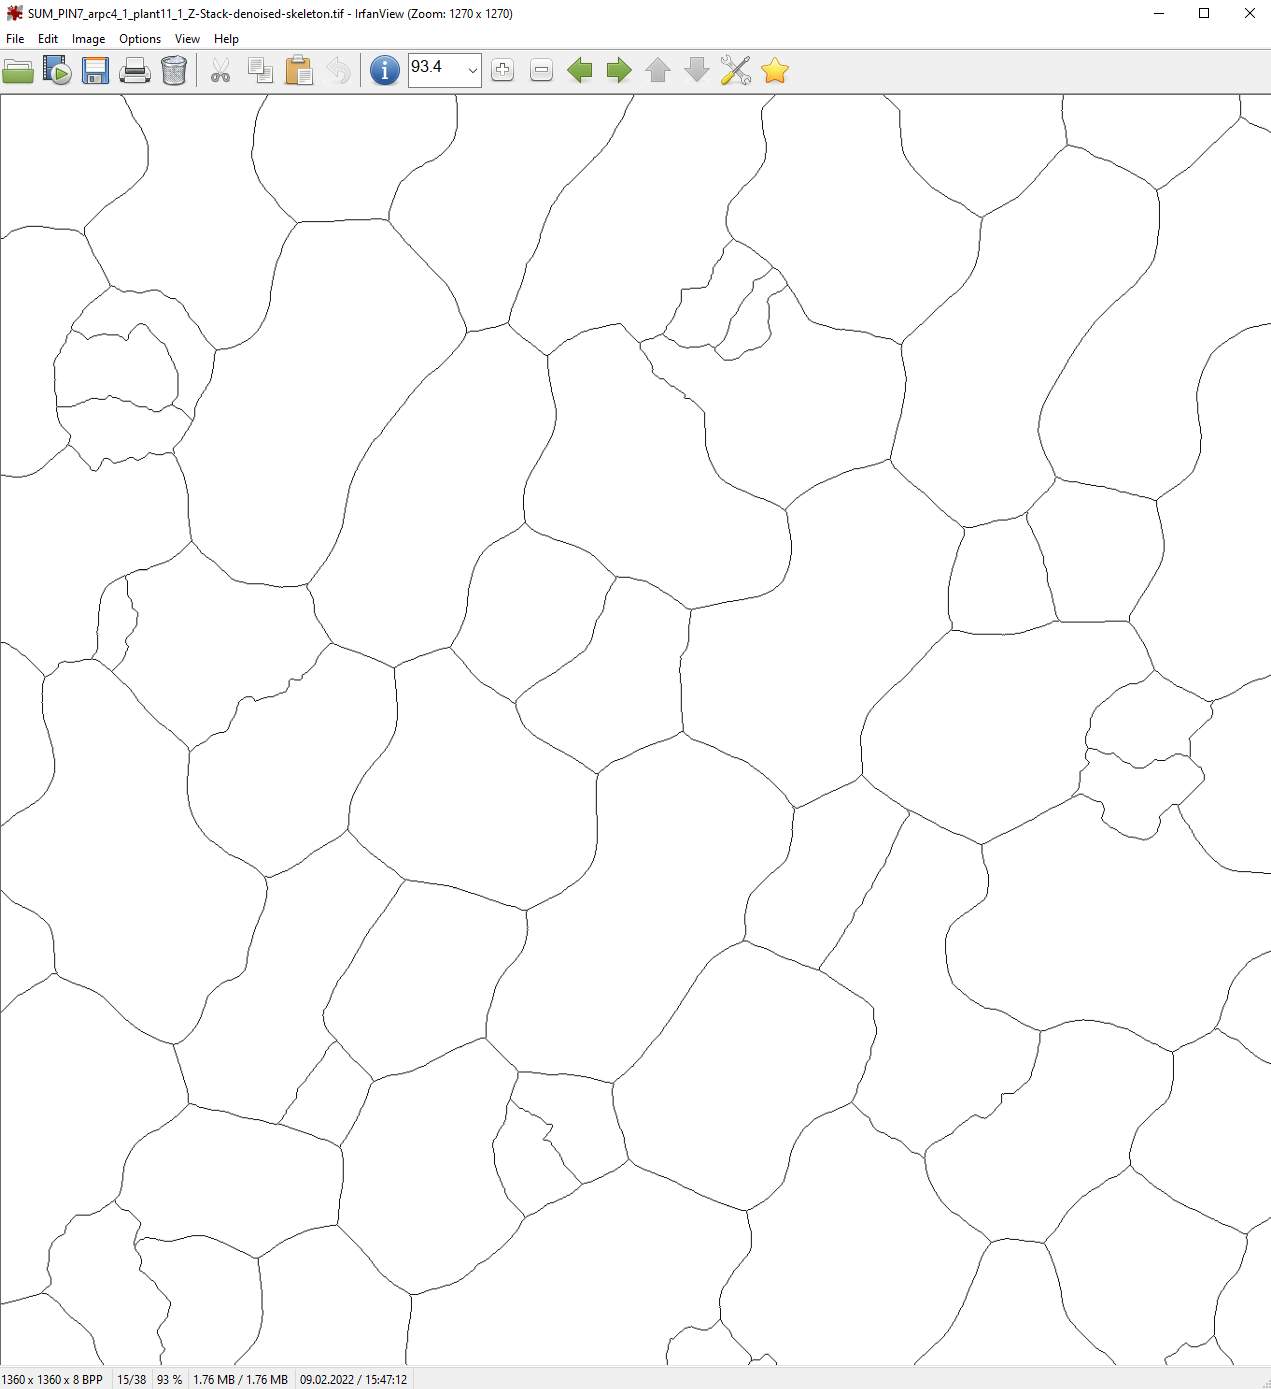 SUM_PIN7_arpc4_1_plant11_1_Z-Stack-denoised-skeleton.tif - IrfanView (Zoom: 1270 x 1270)
File Edit Image Options View Help
93.4
1360 x 1360 x 8 BPP 15/38 93 % 1.76 MB / 1.76 MB 09.02.2022 / 15:47:12